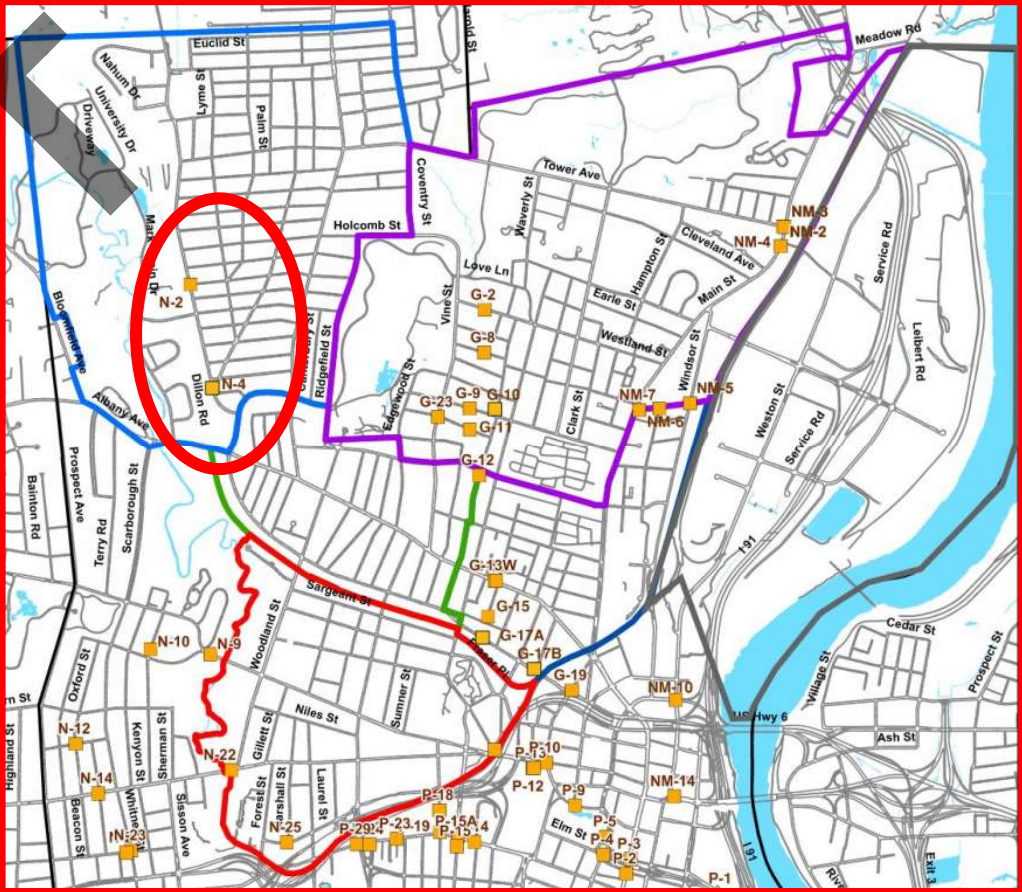 Euclid St
Harold St
Meadow Rd
Nahum Dr
Lyme St
University Dr
Driveway
Palm St
Tower Ave
Coventry St
Waverly St
Holcomb St
NM-3
NM-2
NM-4
Cleveland Ave
Service Rd
Hampton St
Love Ln
Main St
N-2
Vine St
G-2
Earle St
Bloomfield Ave
Ridgefield St
G-8
Westland St
Leibert Rd
Windsor St
Dillon Rd
N-4
Edgewood St
G-9
G-10
G-23
G-11
Clark St
NM-7
NM-5
NM-6
Weston St
Service Rd
Albany Ave
G-12
Prospect Ave
Scarborough St
Bainton Rd
Terry Rd
I 91
G-13W
Sargeant St
G-15
Woodland St
G-17A
Fraser Pl
G-17B
Cedar St
N-10
N-9
Oxford St
Sumner St
G-19
NM-10
Village St
Prospect St
Highland St
Niles St
US Hwy 6
Ash St
N-12
Kenyon St
Sherman St
Gillett St
N-22
P-10
P-13
P-12
N-14
Forest St
Marshall St
Laurel St
NM-14
Beacon St
Sisson Ave
P-18
P-9
N-23
N-25
P-29
P-23
P-15A
P-15
Elm St
P-5
P-4
P-3
P-2
I 91
P-1
Exit 3